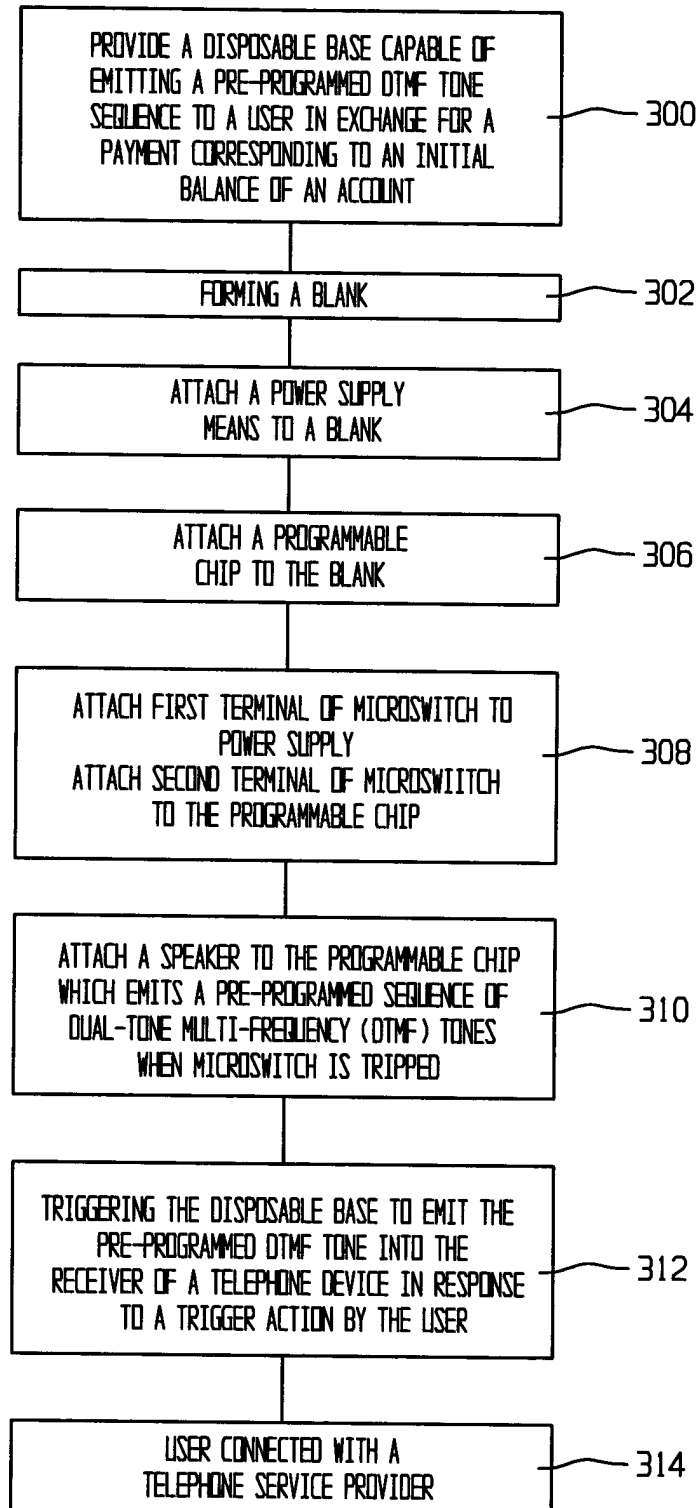 PROVIDE A DISPOSABLE BASE CAPABLE OF
EMITTING A PRE-PROGRAMMED DTMF TONE
SEQUENCE TO A USER IN EXCHANGE FOR A
PAYMENT CORRESPONDING TO AN INITIAL
BALANCE OF AN ACCOUNT
300
FORMING A BLANK
302
ATTACH A POWER SUPPLY
MEANS TO A BLANK
304
ATTACH A PROGRAMMABLE
CHIP TO THE BLANK
306
ATTACH FIRST TERMINAL OF MICROSWITCH TO
POWER SUPPLY
ATTACH SECOND TERMINAL OF MICROSWIITCH
TO THE PROGRAMMABLE CHIP
308
ATTACH A SPEAKER TO THE PROGRAMMABLE CHIP
WHICH EMITS A PRE-PROGRAMMED SEQUENCE OF
DUAL-TONE MULTI-FREQUENCY (DTMF) TONES
WHEN MICROSWITCH IS TRIPPED
310
TRIGGERING THE DISPOSABLE BASE TO EMIT THE
PRE-PROGRAMMED DTMF TONE INTO THE
RECEIVER OF A TELEPHONE DEVICE IN RESPONSE
TO A TRIGGER ACTION BY THE USER
312
USER CONNECTED WITH A
TELEPHONE SERVICE PROVIDER
314